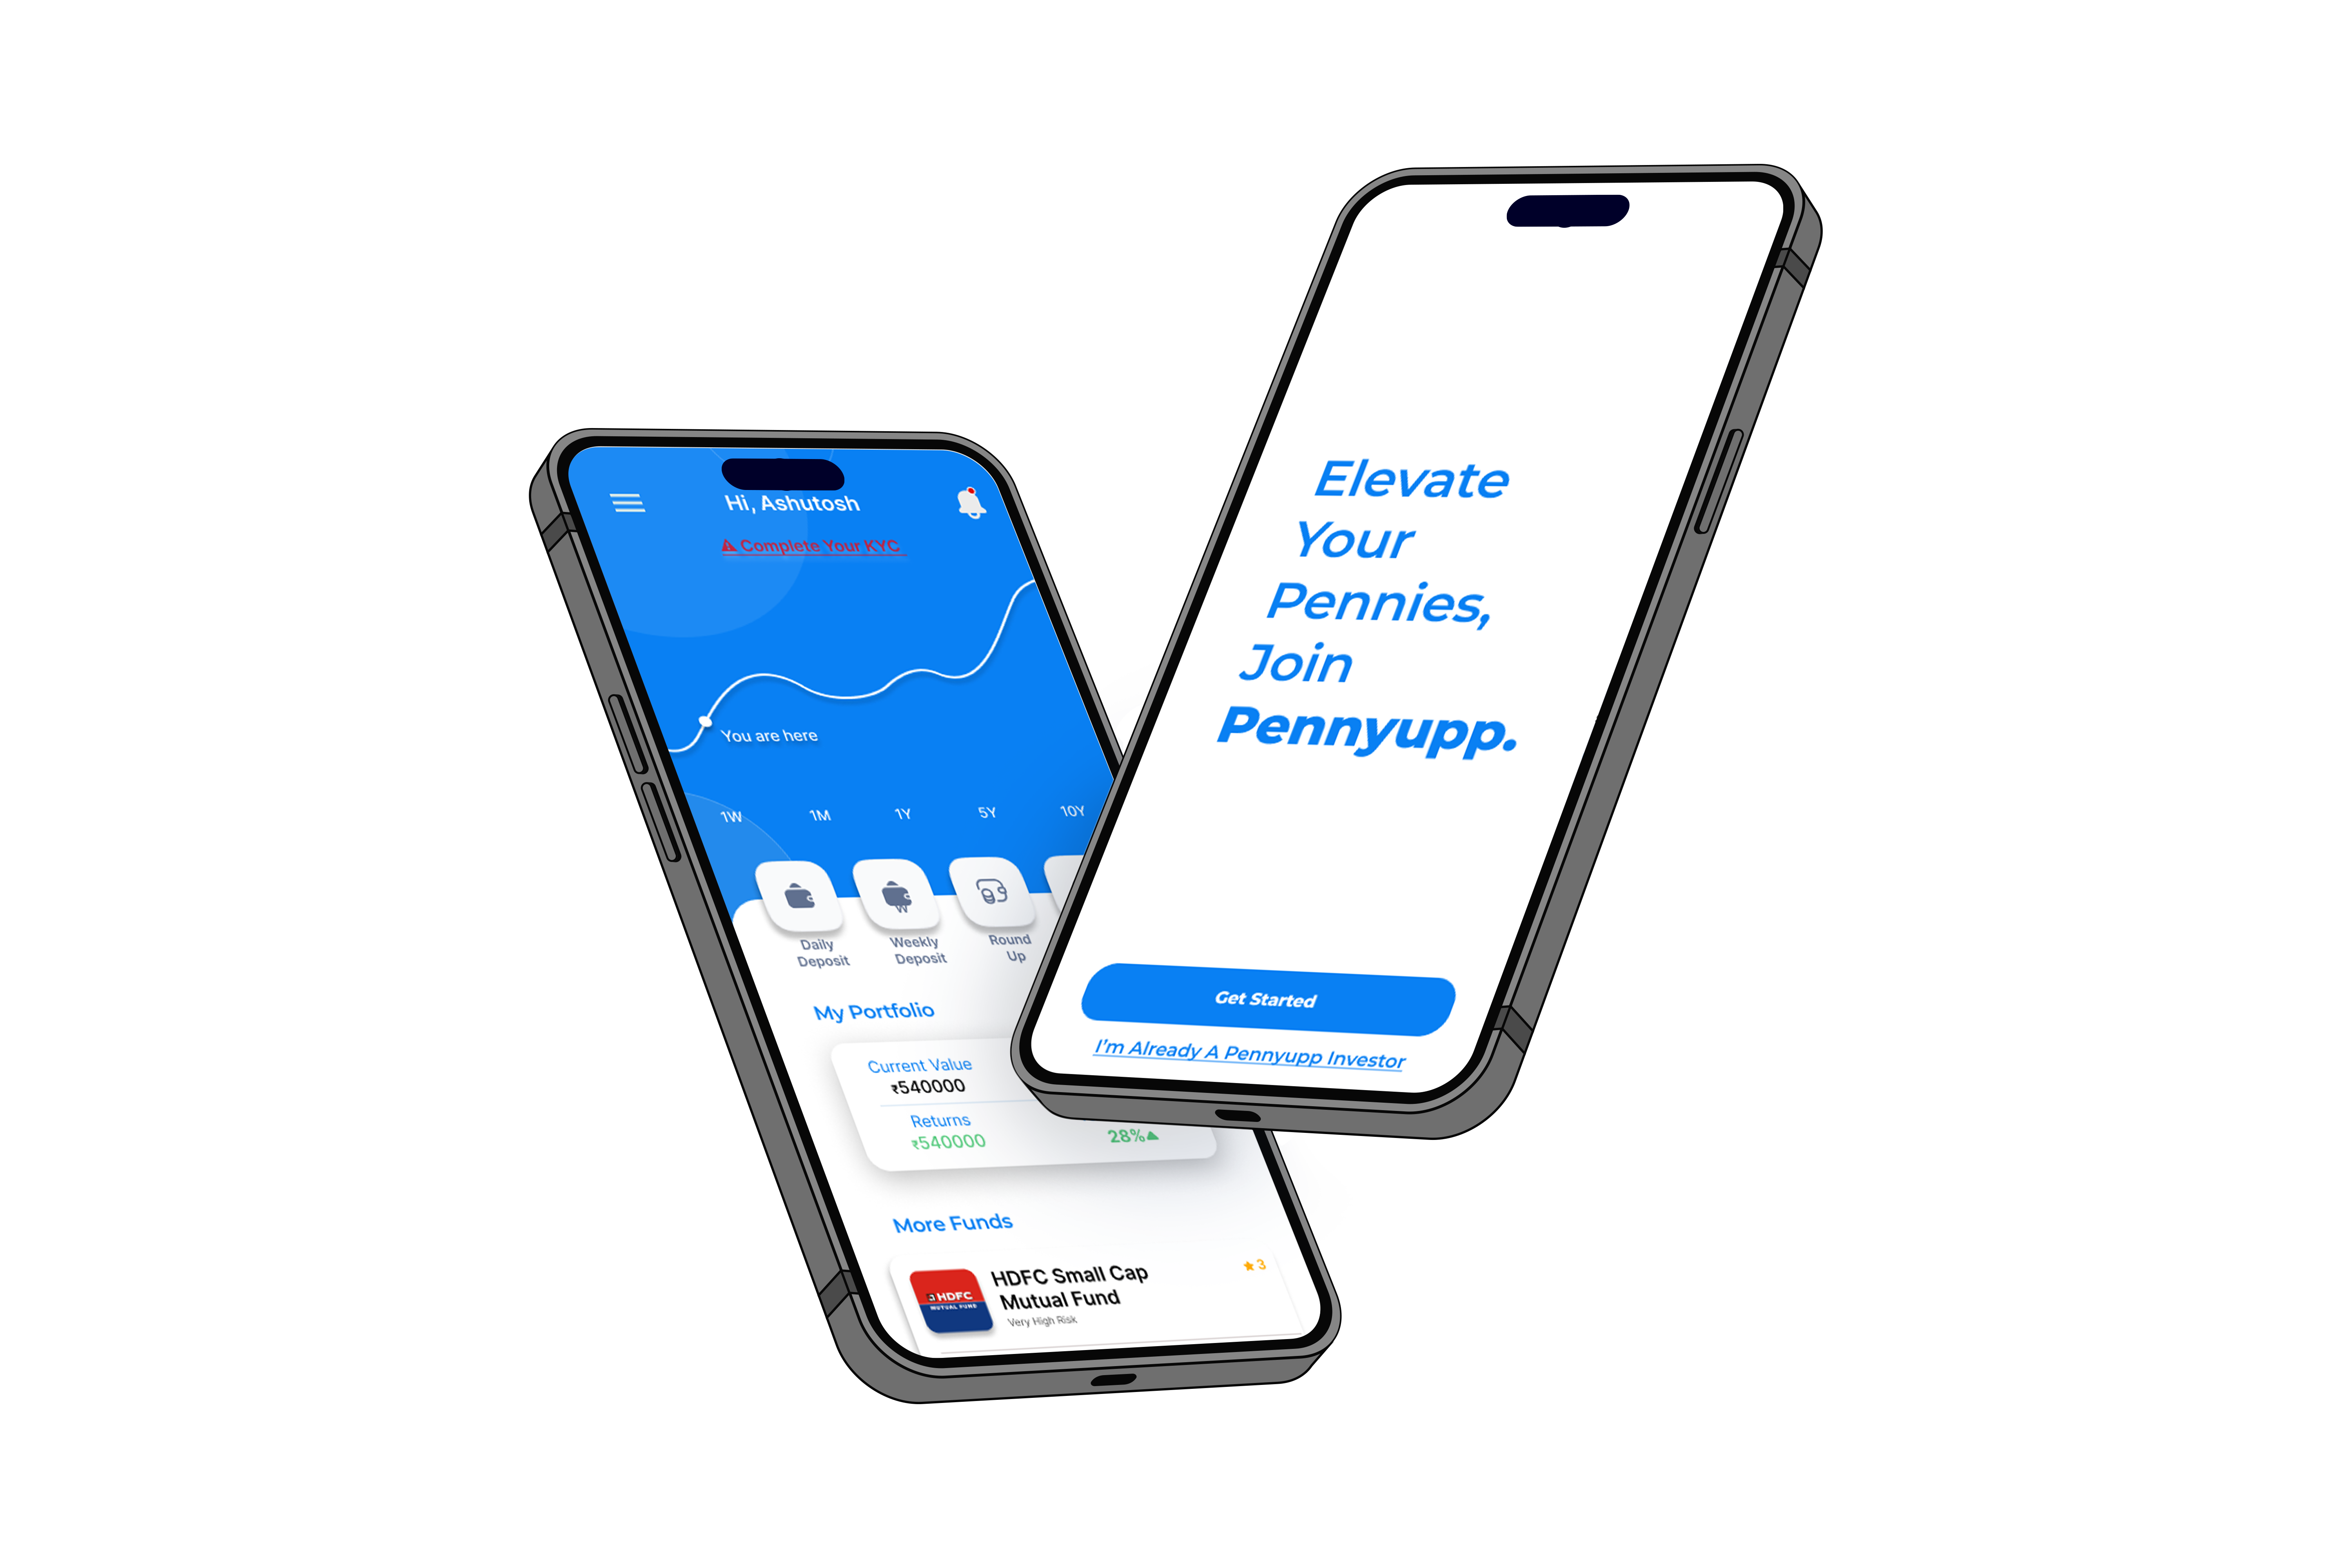 Hi, Ashutosh
Complete Your KYC
You are here
1W 1M 1Y 5Y 10Y
W
Daily
Deposit
Weekly
Deposit
Round
Up
My Portfolio
Current Value
₹540000
Returns
₹540000
28%
More Funds
HDFC
MUTUAL FUND
HDFC Small Cap
Mutual Fund
Very High Risk
3
Elevate
Your
Pennies,
Join
Pennyupp.
Get Started
I'm Already A Pennyupp Investor